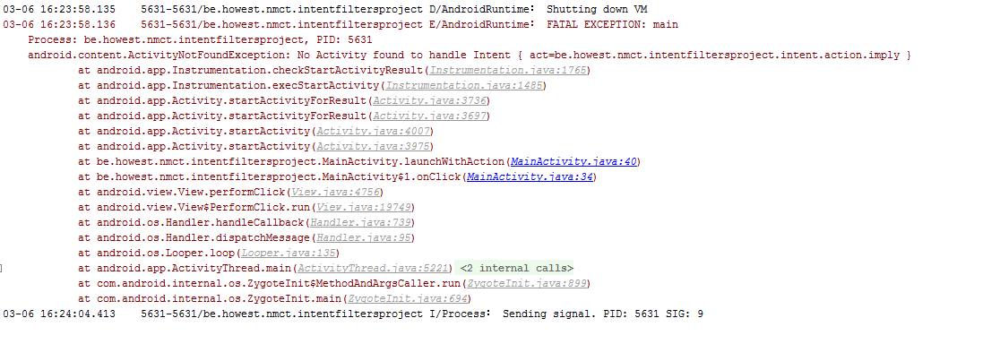 03-06 16:23:58.135 5631-5631/be.howest.nmct.intentfiltersproject D/AndroidRuntime: Shutting down VM
03-06 16:23:58.136 5631-5631/be.howest.nmct.intentfiltersproject E/AndroidRuntime: FATAL EXCEPTION: main
Process: be.howest.nmct.intentfiltersproject, PID: 5631
android.content.ActivityNotFoundException: No Activity found to handle Intent { act=be.howest.nmct.intentfiltersproject.intent.action.imply }
at android.app.Instrumentation.checkStartActivityResult(Instrumentation.java:1765)
at android.app.Instrumentation.execStartActivity(Instrumentation.java:1485)
at android.app.Activity.startActivityForResult(Activity.java:3736)
at android.app.Activity.startActivityForResult(Activity.java:3697)
at android.app.Activity.startActivity(Activity.java:4007)
at android.app.Activity.startActivity(Activity.java:3975)
at be.howest.nmct.intentfiltersproject.MainActivity.launchWithAction(MainActivity.java:40)
at be.howest.nmct.intentfiltersproject.MainActivity$1.onClick(MainActivity.java:34)
at android.view.View.performClick(View.java:4756)
at android.view.View$PerformClick.run(View.java:19749)
at android.os.Handler.handleCallback(Handler.java:739)
at android.os.Handler.dispatchMessage(Handler.java:95)
at android.os.Looper.loop(Looper.java:135)
at android.app.ActivityThread.main(ActivityThread.java:5221) <2 internal calls>
at com.android.internal.os.ZygoteInit$MethodAndArgsCaller.run(ZygoteInit.java:899)
at com.android.internal.os.ZygoteInit.main(ZygoteInit.java:694)
03-06 16:24:04.413 5631-5631/be.howest.nmct.intentfiltersproject I/Process: Sending signal. PID: 5631 SIG: 9